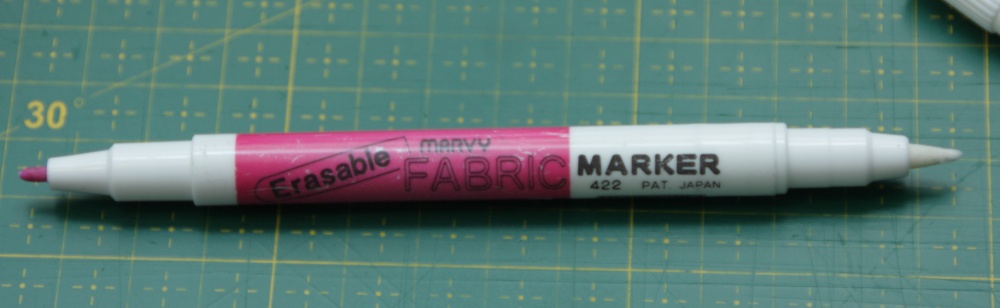 30°
Erasable
MARVY
FABRIC MARKER
422 PAT. JAPAN